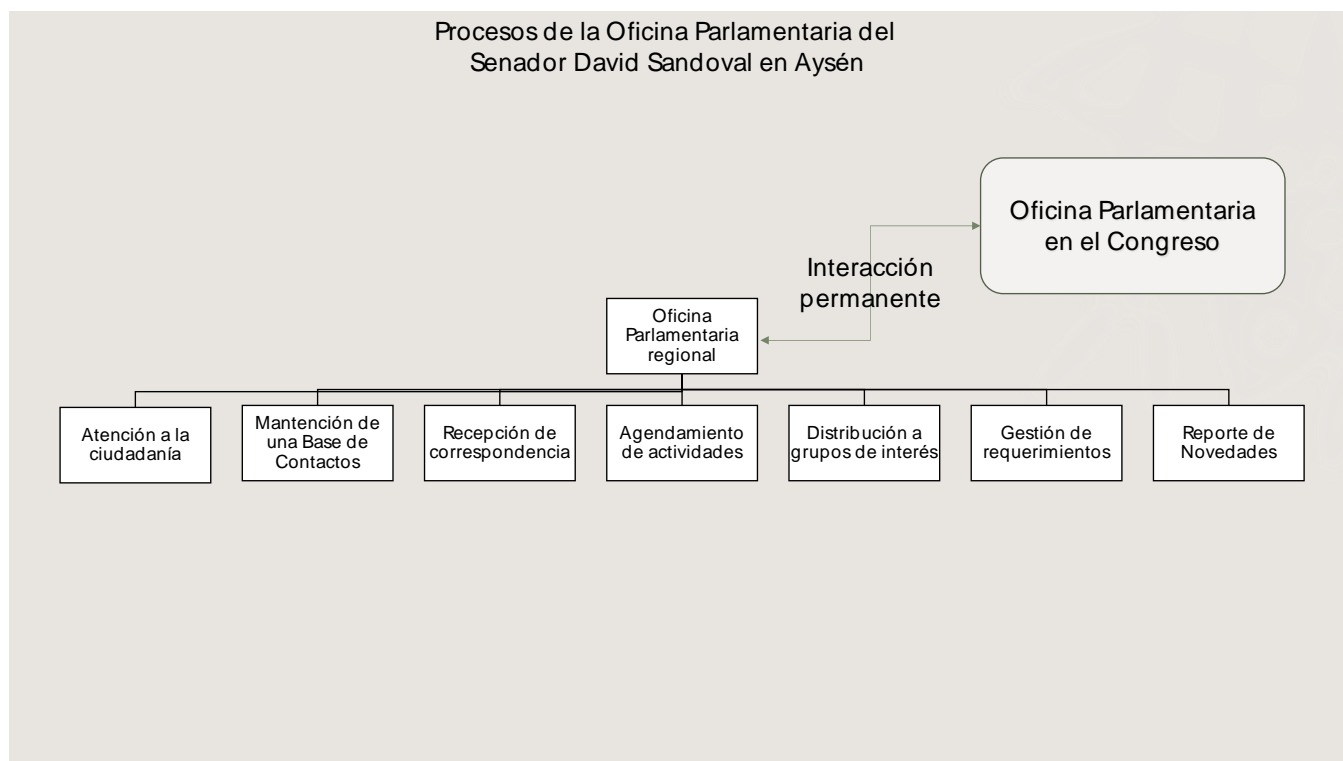 Procesos de la Oficina Parlamentaria del
Senador David Sandoval en Aysén
Oficina Parlamentaria
en el Congreso
Interacción
permanente
Oficina
Parlamentaria
regional
Atención a la
ciudadanía
Mantención de
una Base de
Contactos
Recepción de
correspondencia
Agendamiento
de actividades
Distribución a
grupos de interés
Gestión de
requerimientos
Reporte de
Novedades